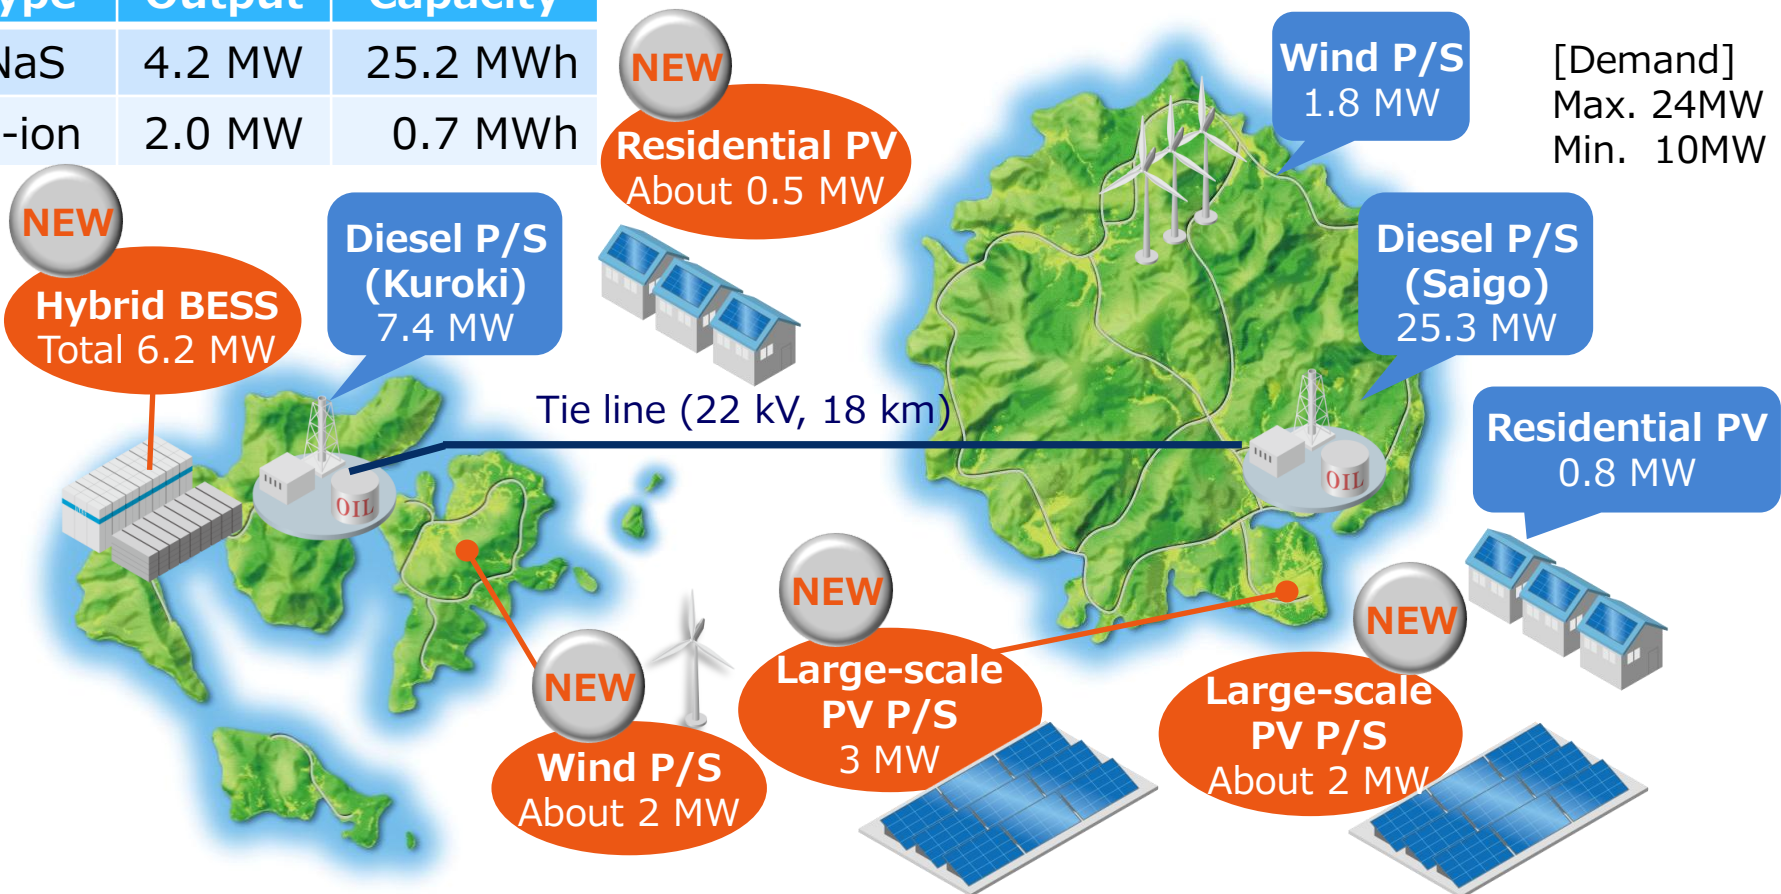 Type Output Capacity
NaS 4.2 MW 25.2 MWh
-ion 2.0 MW 0.7 MWh
NEW
Residential PV
About 0.5 MW
Wind P/S
1.8 MW
[Demand]
Max. 24MW
Min. 10MW
NEW
Hybrid BESS
Total 6.2 MW
Diesel P/S
(Kuroki)
7.4 MW
Diesel P/S
(Saigo)
25.3 MW
Tie line (22 kV, 18 km)
Residential PV
0.8 MW
OIL
OIL
NEW
Wind P/S
About 2 MW
NEW
Large-scale
PV P/S
3 MW
NEW
Large-scale
PV P/S
About 2 MW